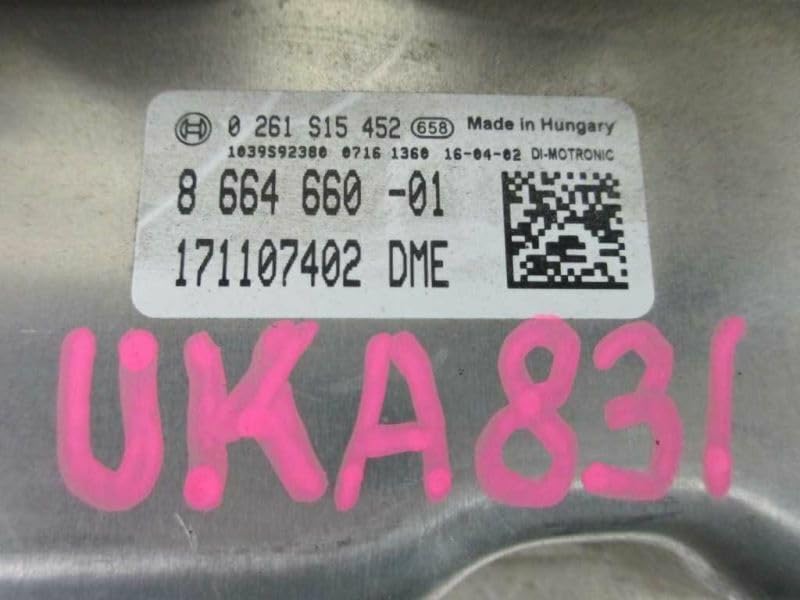 0 261 S15 452 658 Made in Hungary
1039S92380 0716 1360 16-04-02 DI-MOTRONIC
8 664 660 -01
171107402 DME
UKA831